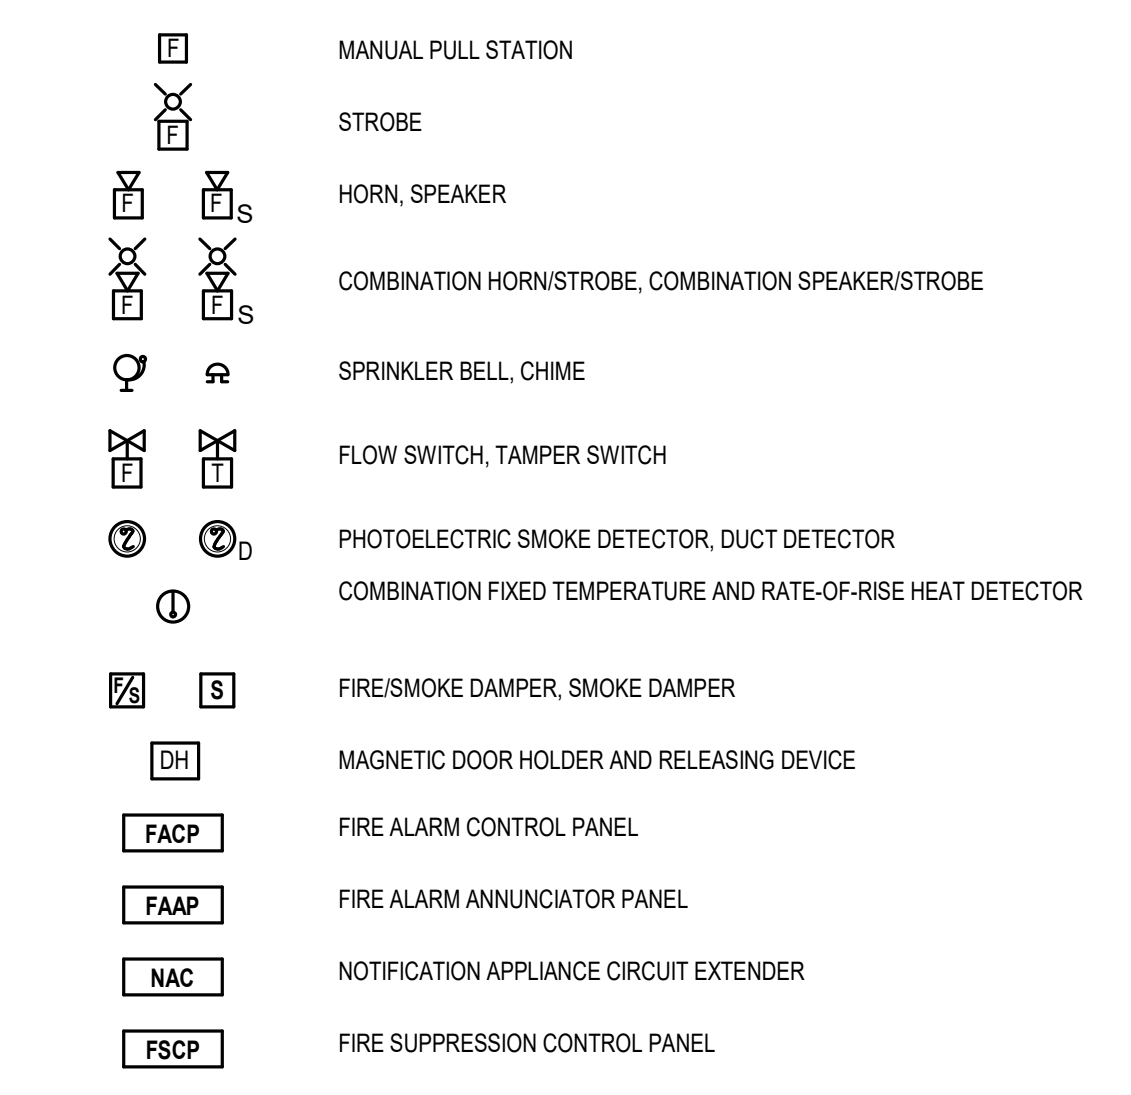 F MANUAL PULL STATION
F STROBE
F F S HORN, SPEAKER
F F S COMBINATION HORN/STROBE, COMBINATION SPEAKER/STROBE
SPRINKLER BELL, CHIME
F T FLOW SWITCH, TAMPER SWITCH
D PHOTOELECTRIC SMOKE DETECTOR, DUCT DETECTOR
COMBINATION FIXED TEMPERATURE AND RATE-OF-RISE HEAT DETECTOR
F/S S FIRE/SMOKE DAMPER, SMOKE DAMPER
DH MAGNETIC DOOR HOLDER AND RELEASING DEVICE
FACP FIRE ALARM CONTROL PANEL
FAAP FIRE ALARM ANNUNCIATOR PANEL
NAC NOTIFICATION APPLIANCE CIRCUIT EXTENDER
FSCP FIRE SUPPRESSION CONTROL PANEL